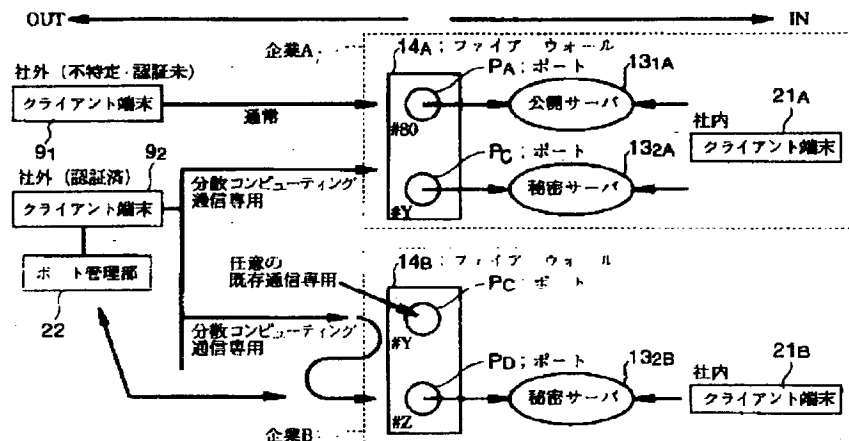 OUT
IN
企業A
14A;ファイア ウォール
社外(不特定・認証未)
クライアント端末
91
通常
PA;ポート
#80
131A
公開サーバ
社内
21A
クライアント端末
社外(認証済)
92
クライアント端末
分散コンピューティング
通信専用
PC;ポート
#Y
132A
秘密サーバ
ポート管理部
22
任意の
既存通信専用
14B;ファイア ウォール
PC;ポート
#Y
分散コンピューティング
通信専用
PD;ポート
#Z
132B
秘密サーバ
社内
21B
クライアント端末
企業B